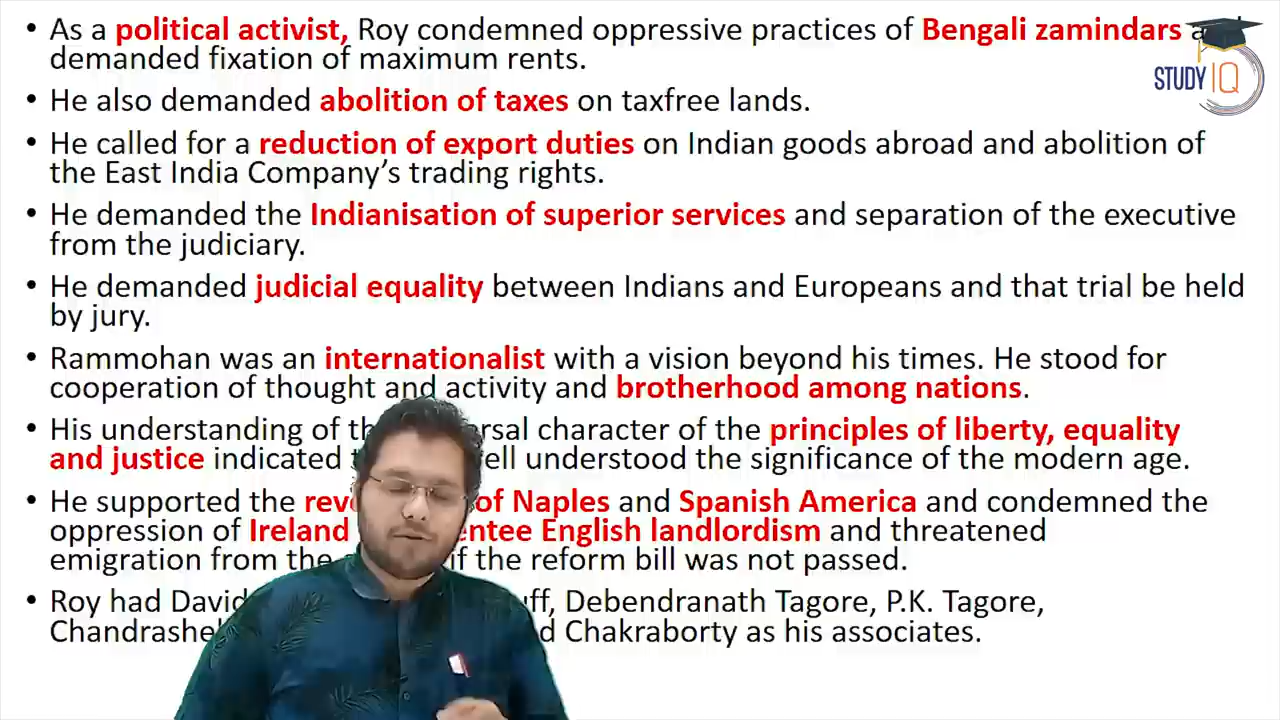 • As a political activist, Roy condemned oppressive practices of Bengali zamindars
demanded fixation of maximum rents.
• He also demanded abolition of taxes on taxfree lands.
• He called for a reduction of export duties on Indian goods abroad and abolition of
the East India Company’s trading rights.
• He demanded the Indianisation of superior services and separation of the executive
from the judiciary.
• He demanded judicial equality between Indians and Europeans and that trial be held
by jury.
• Rammohan was an internationalist with a vision beyond his times. He stood for
cooperation of thought and activity and brotherhood among nations.
• His understanding of character of the principles of liberty, equality
and justice indicated understood the significance of the modern age.
• He supported the of Naples and Spanish America and condemned the
oppression of Ireland English landlordism and threatened
emigration from the if the reform bill was not passed.
• Roy had David Debendranath Tagore, P.K. Tagore,
Chakraborty as his associates.
STUDY IQ